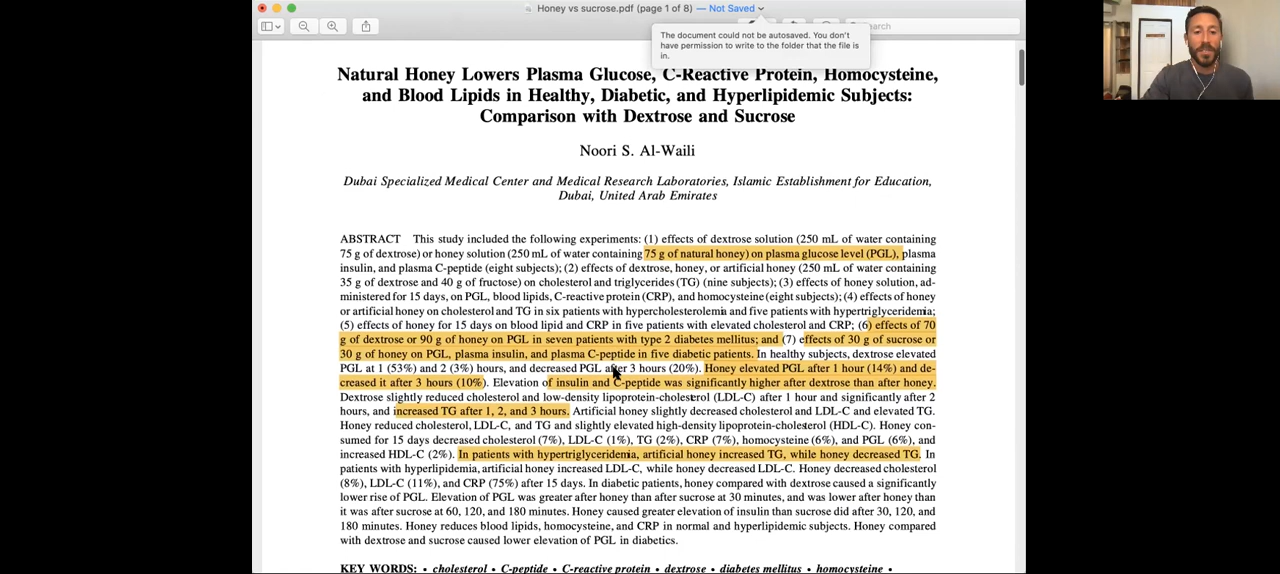 Honey vs sucrose.pdf (page 1 of 8) — Not Saved
The document could not be autosaved. You don't
have permission to write to the folder that the file is
in.
Natural Honey Lowers Plasma Glucose, C-Reactive Protein, Homocysteine,
and Blood Lipids in Healthy, Diabetic, and Hyperlipidemic Subjects:
Comparison with Dextrose and Sucrose
Noori S. Al-Waili
Dubai Specialized Medical Center and Medical Research Laboratories, Islamic Establishment for Education,
Dubai, United Arab Emirates
ABSTRACT This study included the following experiments: (1) effects of dextrose solution (250 mL of water containing
75 g of dextrose) or honey solution (250 mL of water containing 75 g of natural honey) on plasma glucose level (PGL), plasma
insulin, and plasma C-peptide (eight subjects); (2) effects of dextrose, honey, or artificial honey (250 mL of water containing
35 g of dextrose and 40 g of fructose) on cholesterol and triglycerides (TG) (nine subjects); (3) effects of honey solution, ad-
ministered for 15 days, on PGL, blood lipids, C-reactive protein (CRP), and homocysteine (eight subjects); (4) effects of honey
or artificial honey on cholesterol and TG in six patients with hypercholesterolemia and five patients with hypertriglyceridemia;
(5) effects of honey for 15 days on blood lipid and CRP in five patients with elevated cholesterol and CRP; (6) effects of 70
g of dextrose or 90 g of honey on PGL in seven patients with type 2 diabetes mellitus; and (7) effects of 30 g of sucrose or
30 g of honey on PGL, plasma insulin, and plasma C-peptide in five diabetic patients. In healthy subjects, dextrose elevated
PGL at 1 (53%) and 2 (3%) hours, and decreased PGL after 3 hours (20%). Honey elevated PGL after 1 hour (14%) and de-
creased it after 3 hours (10%). Elevation of insulin and C-peptide was significantly higher after dextrose than after honey.
Dextrose slightly reduced cholesterol and low-density lipoprotein-cholesterol (LDL-C) after 1 hour and significantly after 2
hours, and increased TG after 1, 2, and 3 hours. Artificial honey slightly decreased cholesterol and LDL-C and elevated TG.
Honey reduced cholesterol, LDL-C, and TG and slightly elevated high-density lipoprotein-cholesterol (HDL-C). Honey con-
sumed for 15 days decreased cholesterol (7%), LDL-C (1%), TG (2%), CRP (7%), homocysteine (6%), and PGL (6%), and
increased HDL-C (2%). In patients with hypertriglyceridemia, artificial honey increased TG, while honey decreased TG. In
patients with hyperlipidemia, artificial honey increased LDL-C, while honey decreased LDL-C. Honey decreased cholesterol
(8%), LDL-C (11%), and CRP (75%) after 15 days. In diabetic patients, honey compared with dextrose caused a significantly
lower rise of PGL. Elevation of PGL was greater after honey than after sucrose at 30 minutes, and was lower after honey than
it was after sucrose at 60, 120, and 180 minutes. Honey caused greater elevation of insulin than sucrose did after 30, 120, and
180 minutes. Honey reduces blood lipids, homocysteine, and CRP in normal and hyperlipidemic subjects. Honey compared
with dextrose and sucrose caused lower elevation of PGL in diabetics.
KEY WORDS: • cholesterol • C-peptide • C-reactive protein • dextrose • diabetes mellitus • homocysteine •